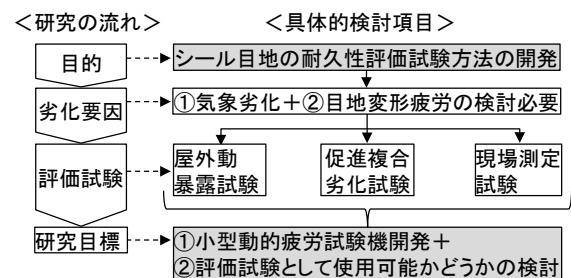 ＜研究の流れ＞
＜具体的検討項目＞
目的
シール目地の耐久性評価試験方法の開発
劣化要因
①気象劣化＋②目地変形疲労の検討必要
評価試験
屋外動
暴露試験
促進複合
劣化試験
現場測定
試験
研究目標
①小型動的疲労試験機開発＋
②評価試験として使用可能かどうかの検討